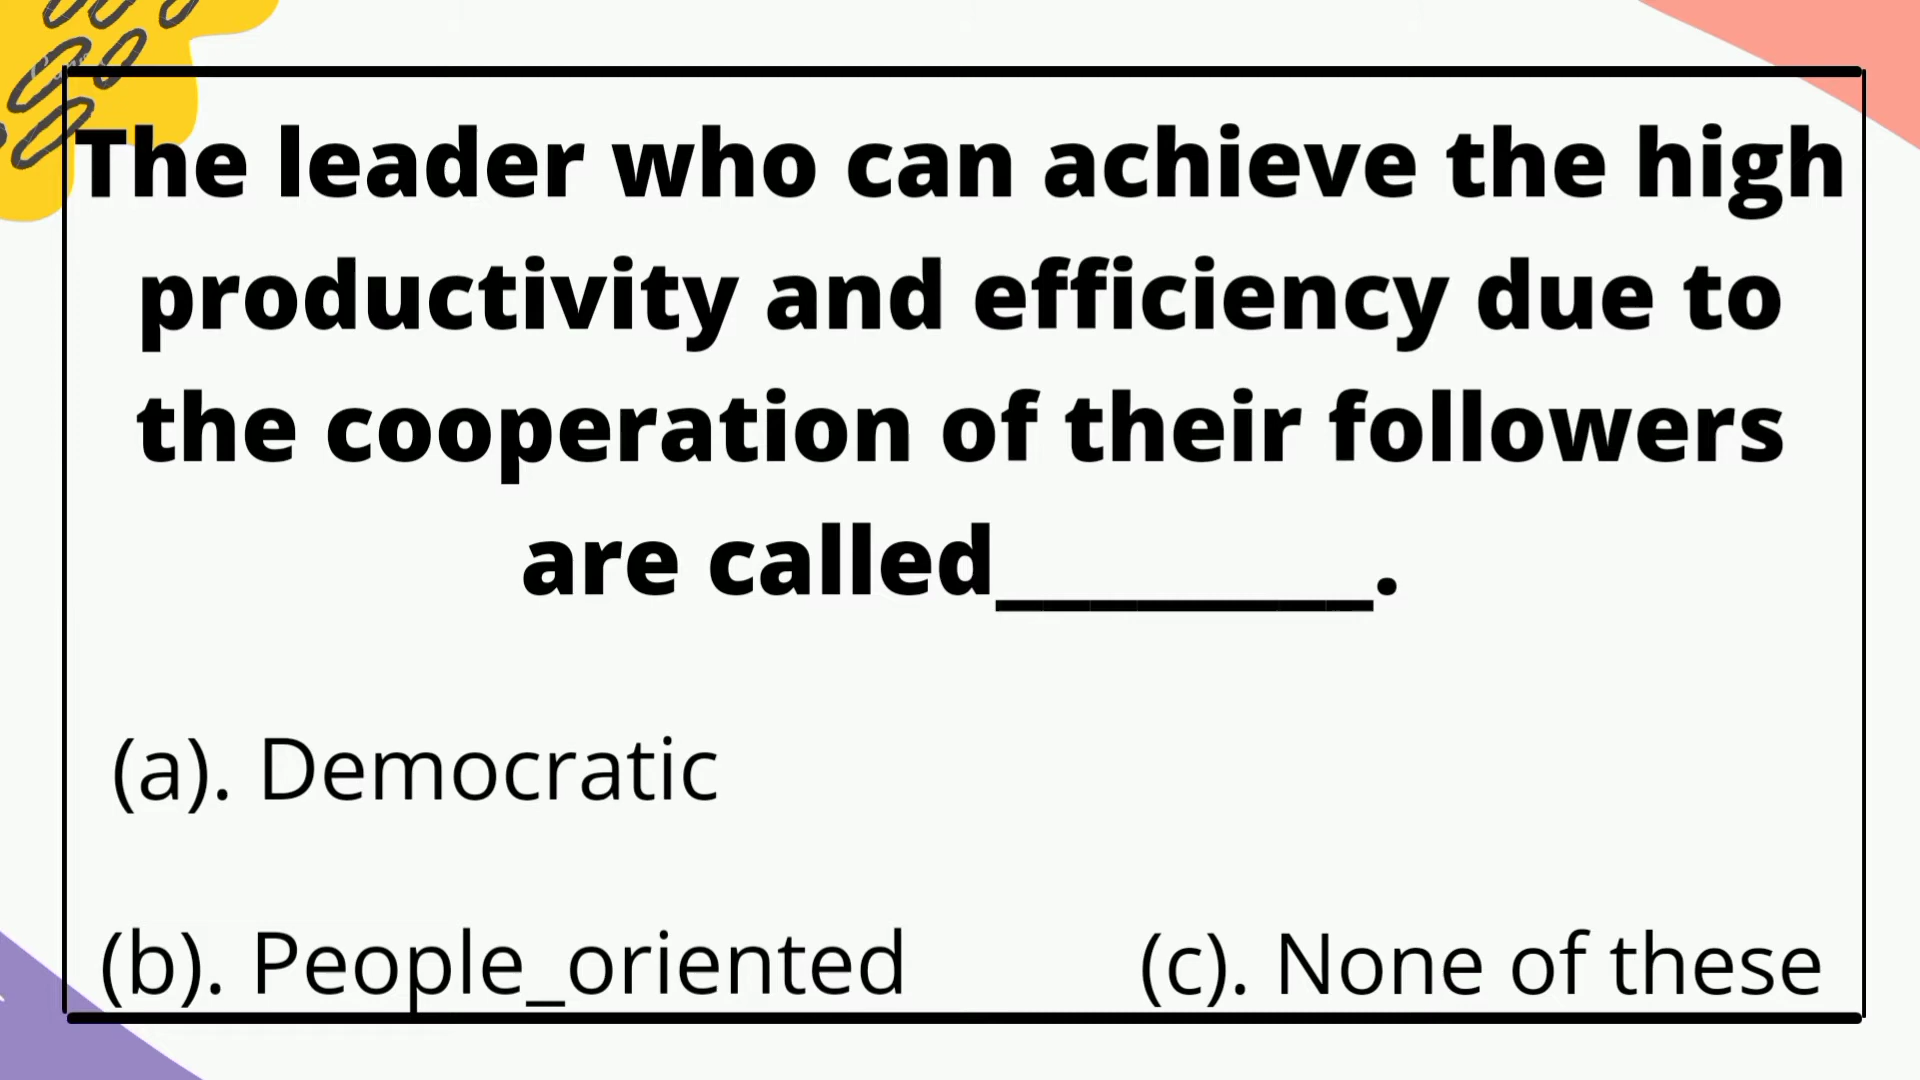 The leader who can achieve the high
productivity and efficiency due to
the cooperation of their followers
are called________.
(a). Democratic
(b). People_oriented
(c). None of these